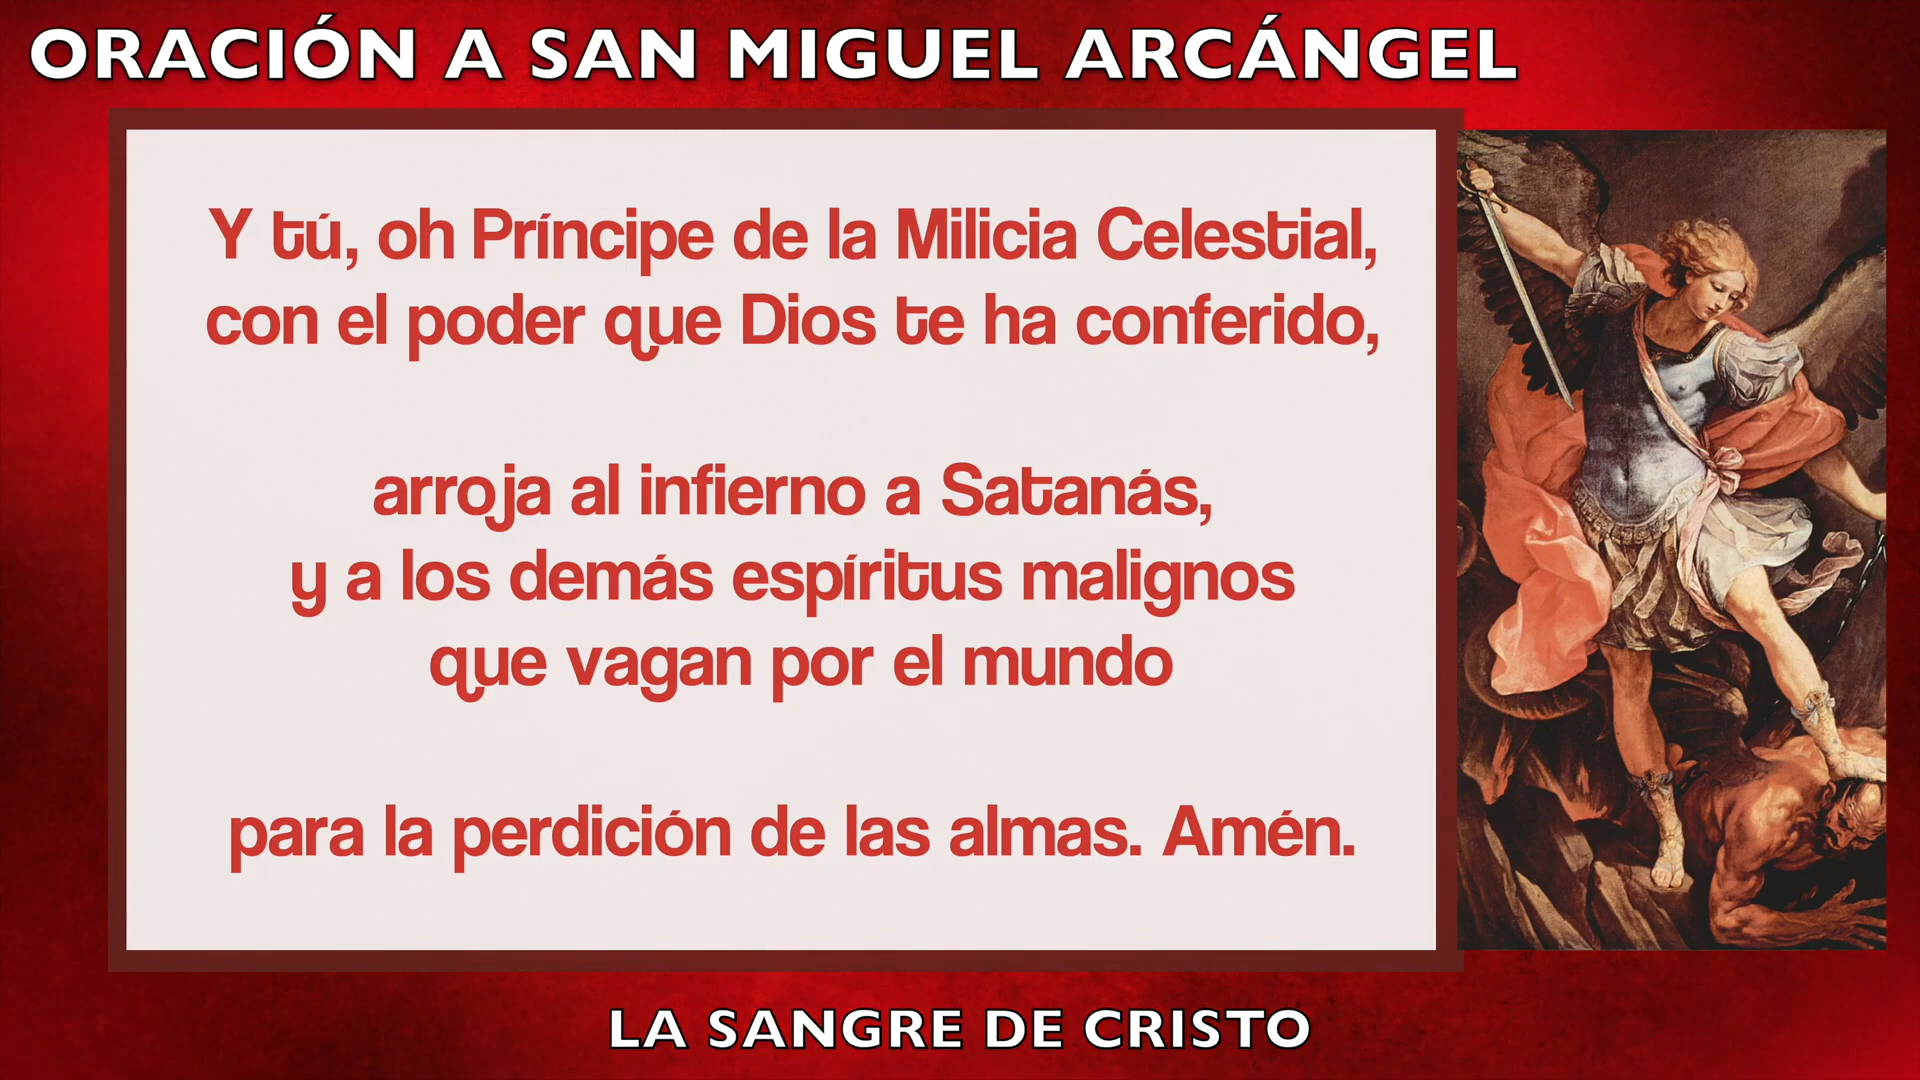 ORACIÓN A SAN MIGUEL ARCÁNGEL
Y tú, oh Príncipe de la Milicia Celestial,
con el poder que Dios te ha conferido,
arroja al infierno a Satanás,
y a los demás espíritus malignos
que vagan por el mundo
para la perdición de las almas. Amén.
LA SANGRE DE CRISTO